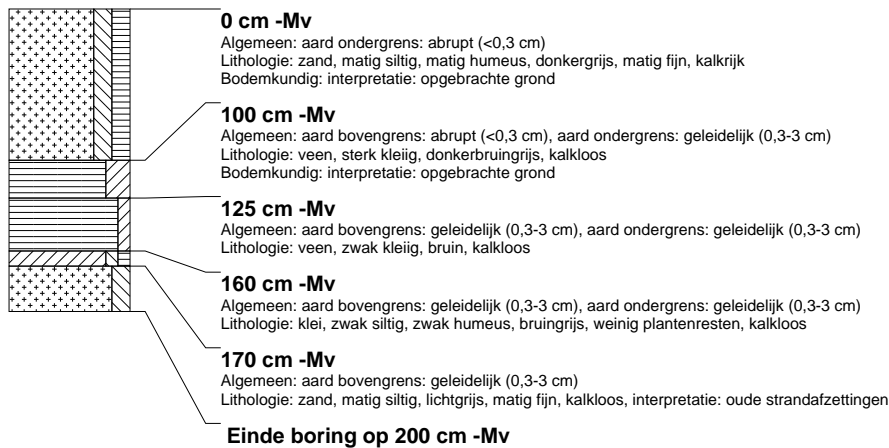 0 cm -Mv
Algemeen: aard ondergrens: abrupt (<0,3 cm)
Lithologie: zand, matig siltig, matig humeus, donkergrijs, matig fijn, kalkrijk
Bodemkundig: interpretatie: opgebrachte grond
100 cm -Mv
Algemeen: aard bovengrens: abrupt (<0,3 cm), aard ondergrens: geleidelijk (0,3-3 cm)
Lithologie: veen, sterk kleiig, donkerbruingrijs, kalkloos
Bodemkundig: interpretatie: opgebrachte grond
125 cm -Mv
Algemeen: aard bovengrens: geleidelijk (0,3-3 cm), aard ondergrens: geleidelijk (0,3-3 cm)
Lithologie: veen, zwak kleiig, bruin, kalkloos
160 cm -Mv
Algemeen: aard bovengrens: geleidelijk (0,3-3 cm), aard ondergrens: geleidelijk (0,3-3 cm)
Lithologie: klei, zwak siltig, zwak humeus, bruingrijs, weinig plantenresten, kalkloos
170 cm -Mv
Algemeen: aard bovengrens: geleidelijk (0,3-3 cm)
Lithologie: zand, matig siltig, lichtgrijs, matig fijn, kalkloos, interpretatie: oude strandafzettingen
Einde boring op 200 cm -Mv